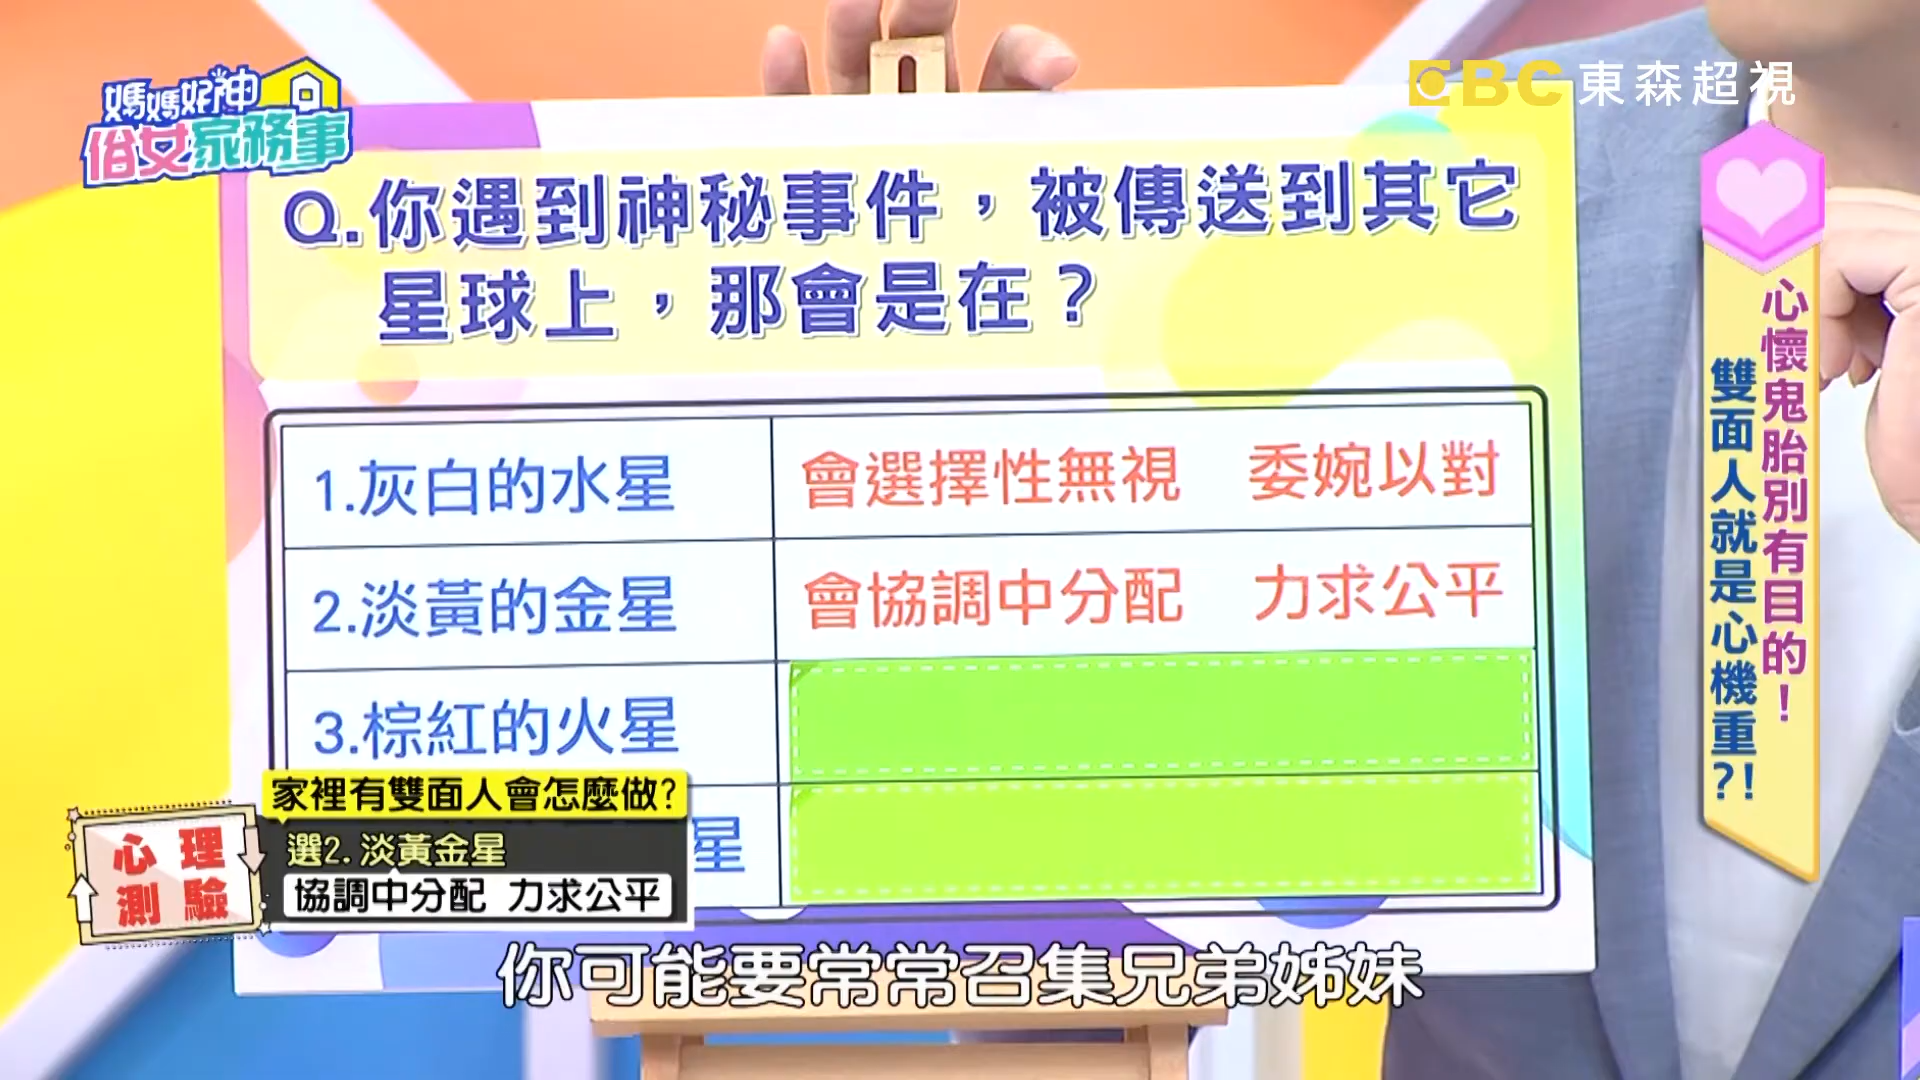 媽媽好神
俗女家務事
EBC 東森超視
Q.你遇到神秘事件，被傳送到其它
星球上，那會是在？
1.灰白的水星
會選擇性無視 委婉以對
2.淡黃的金星
會協調中分配 力求公平
3.棕紅的火星
星
心懷鬼胎別有目的！
雙面人就是心機重?!
家裡有雙面人會怎麼做?
選2.淡黃金星
協調中分配 力求公平
心理
測驗
你可能要常常召集兄弟姊妹